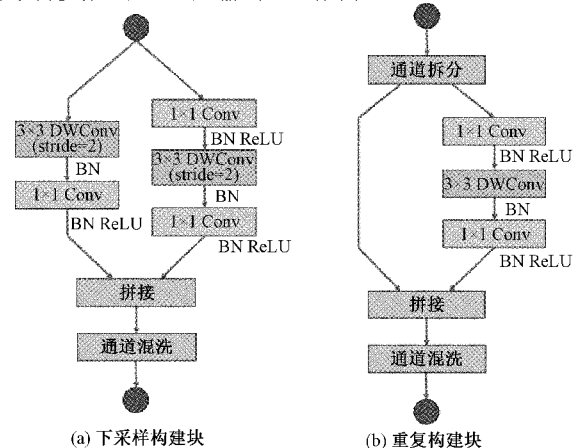 3×3 DWConv
(stride=2)
BN
1×1 Conv
BN ReLU
1×1 Conv
BN ReLU
3×3 DWConv
(stride=2)
BN
1×1 Conv
BN ReLU
拼接
通道混洗
(a) 下采样构建块
通道拆分
1×1 Conv
BN ReLU
3×3 DWConv
BN
1×1 Conv
BN ReLU
拼接
通道混洗
(b) 重复构建块